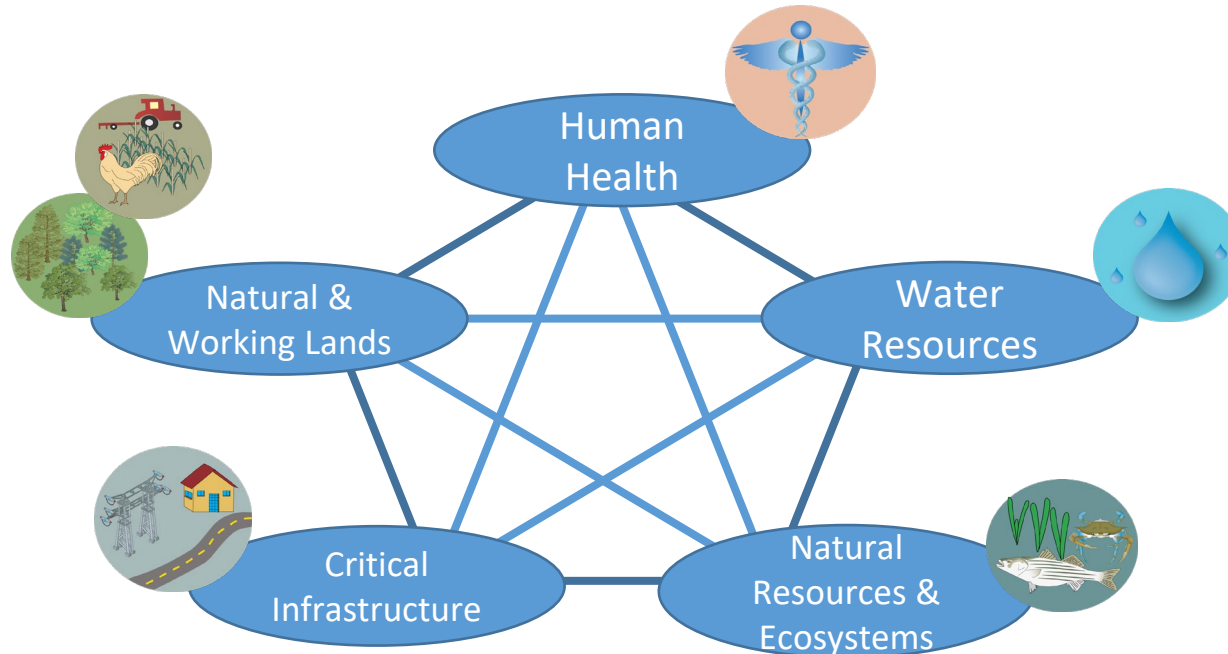 Human
Health
Natural &
Working Lands
Water
Resources
Critical
Infrastructure
Natural
Resources &
Ecosystems